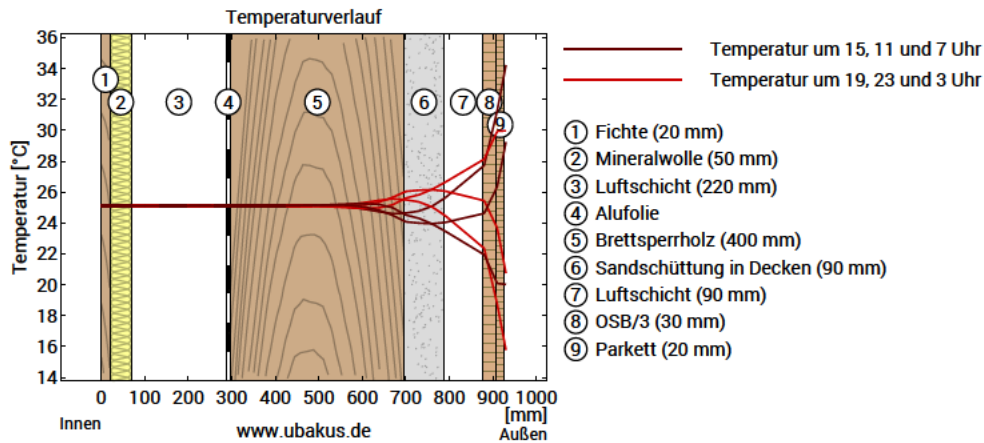 Temperaturverlauf
Temperatur [°C]
36
34
32
30
28
26
24
22
20
18
16
14
1
2
3
4
5
6
7
8
9
0
100
200
300
400
500
600
700
800
900
1000
[mm]
Innen
www.ubakus.de
Außen
Temperatur um 15, 11 und 7 Uhr
Temperatur um 19, 23 und 3 Uhr
1 Fichte (20 mm)
2 Mineralwolle (50 mm)
3 Luftschicht (220 mm)
4 Alufolie
5 Brettsperrholz (400 mm)
6 Sandschüttung in Decken (90 mm)
7 Luftschicht (90 mm)
8 OSB/3 (30 mm)
9 Parkett (20 mm)